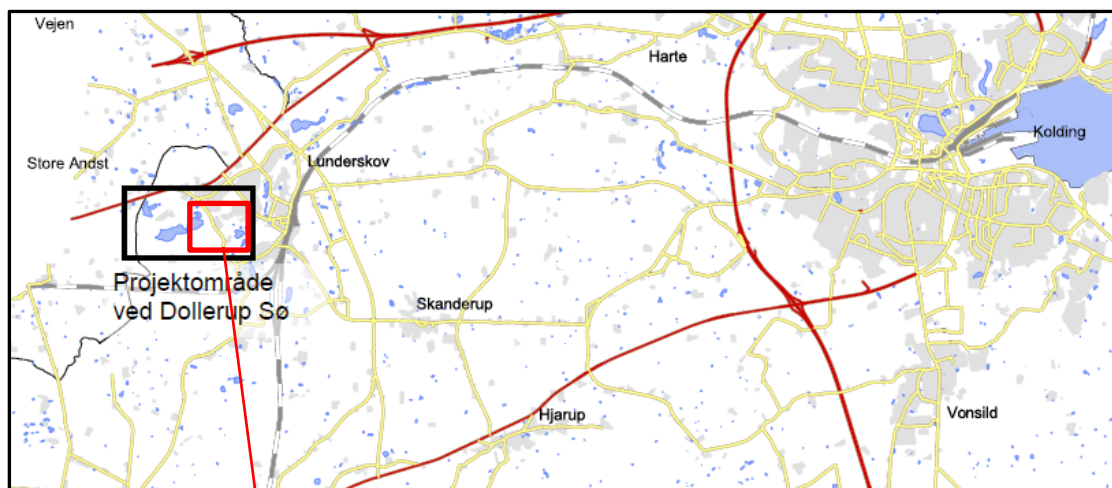 Vejen
Harte
Kolding
Store Andst
Lunderskov
Projektområde
ved Dollerup Sø
Skanderup
Hjarup
Vonsild